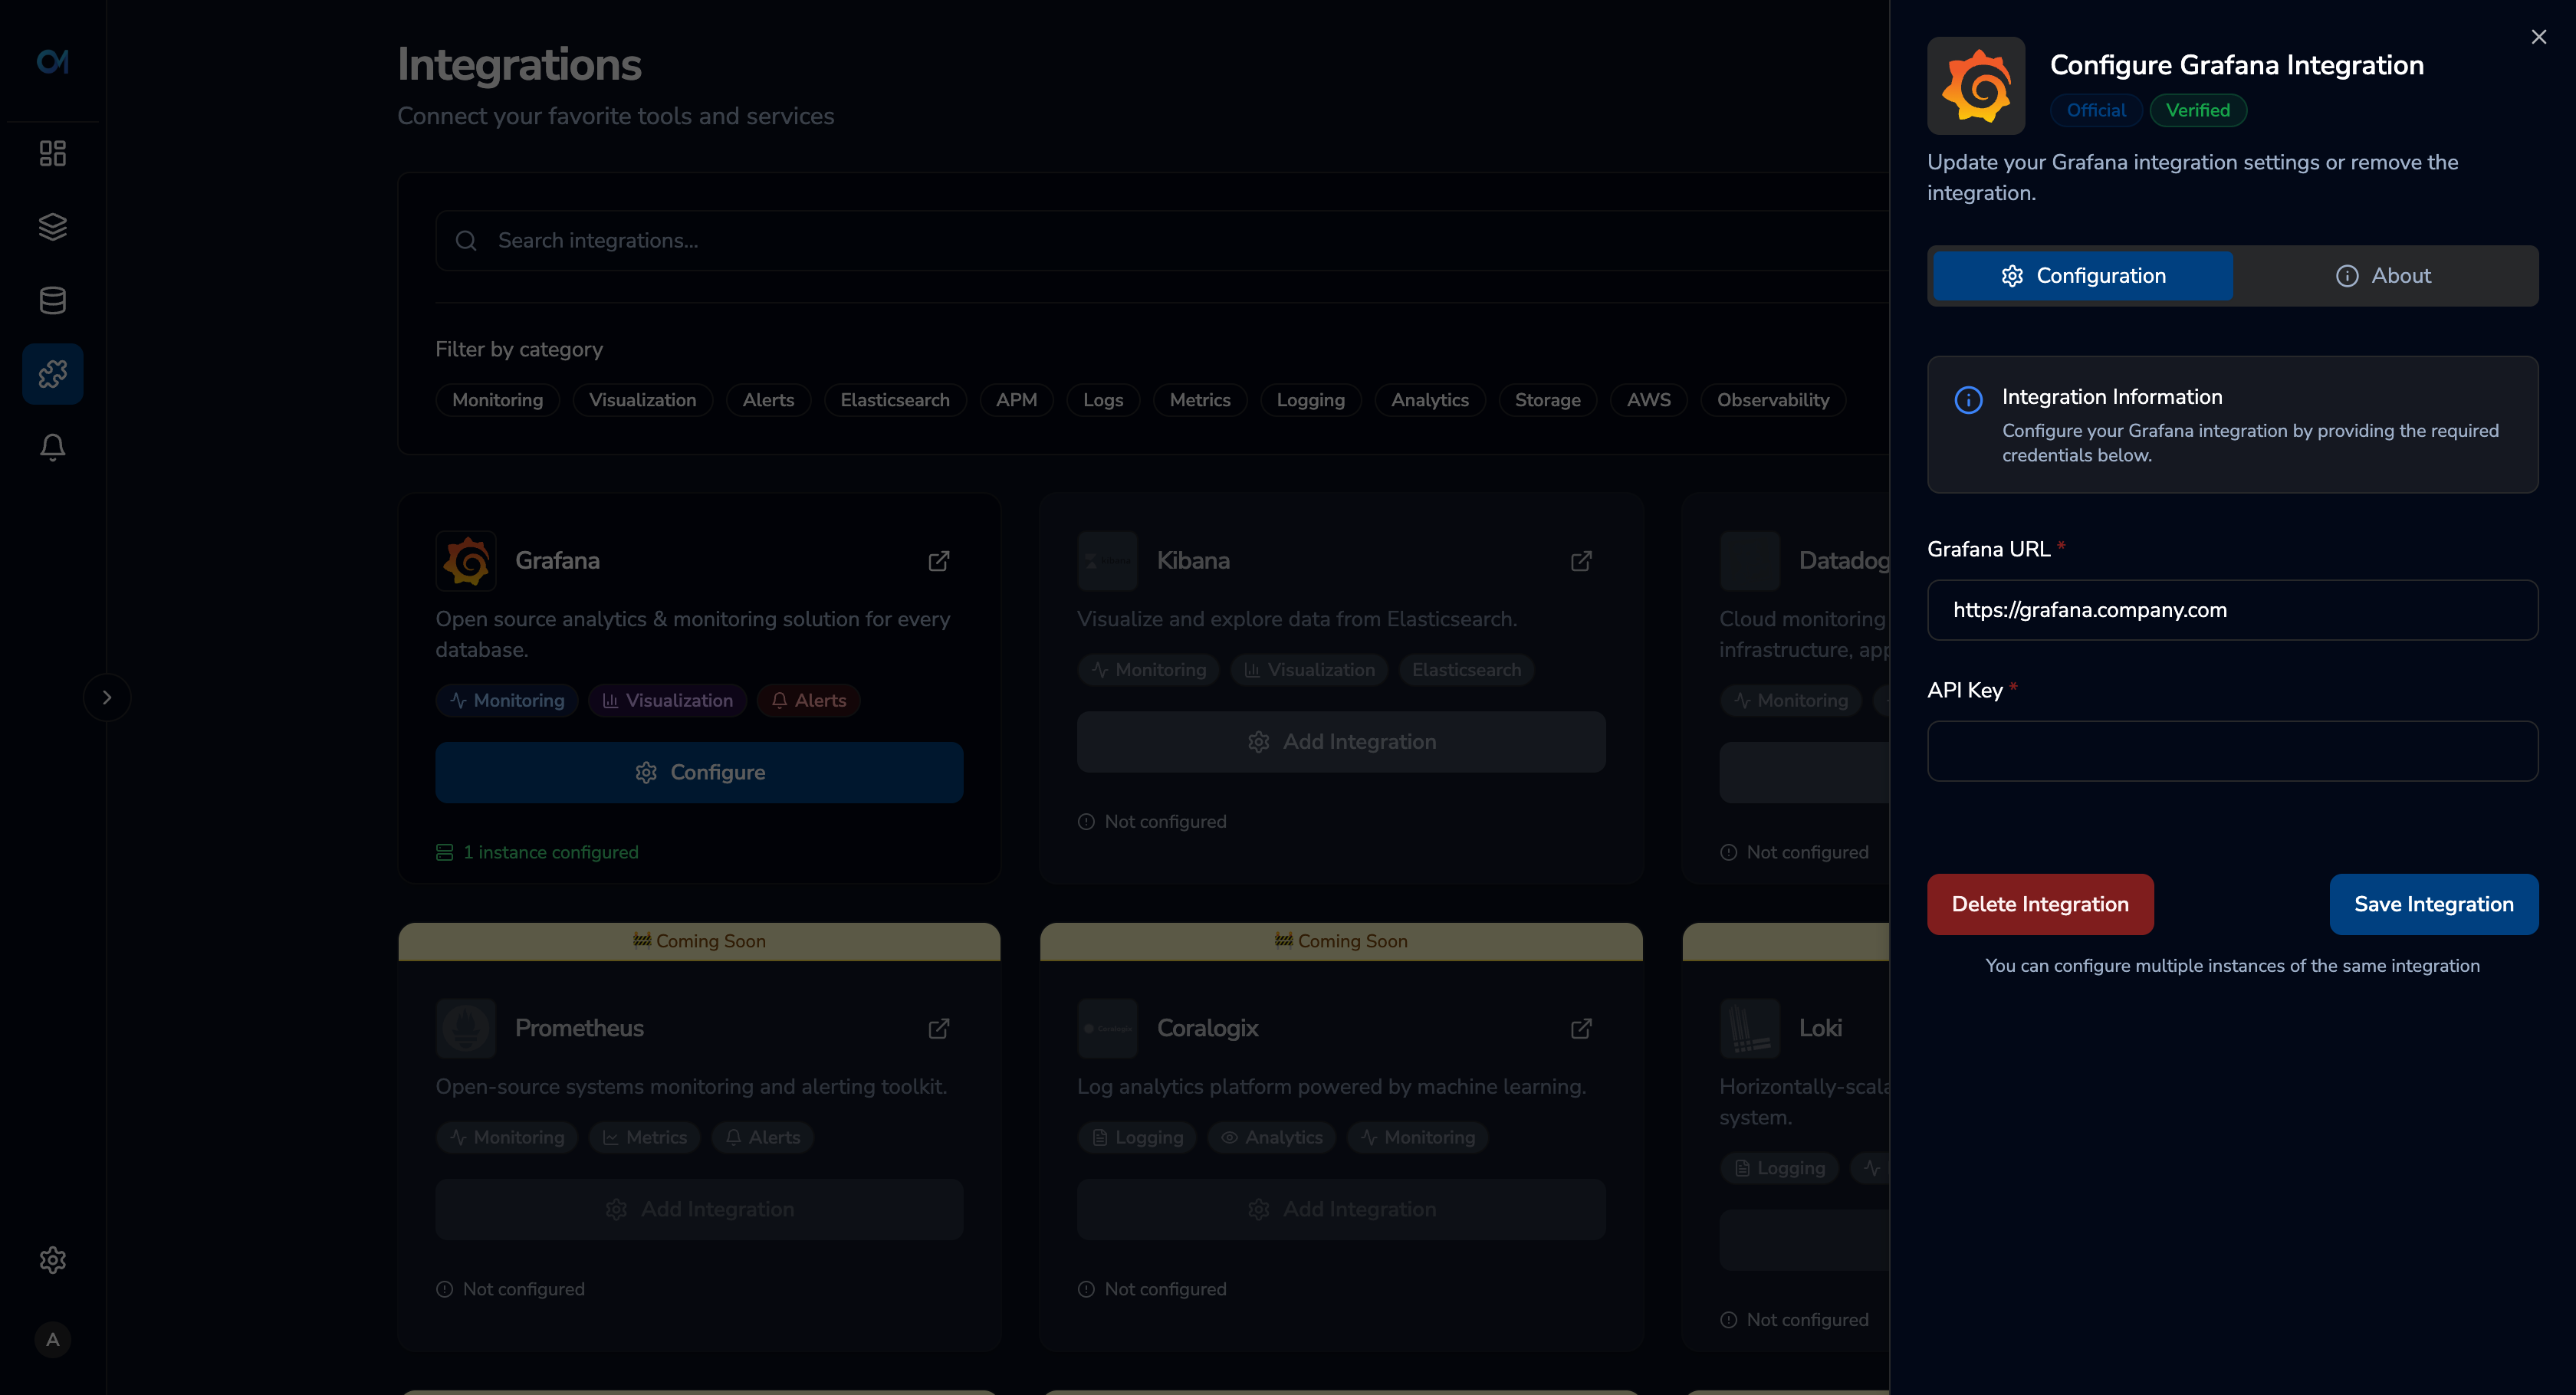 Integrations
Connect your favorite tools and services
Search integrations...
Filter by category
Monitoring
Visualization
Alerts
Elasticsearch
APM
Logs
Metrics
Logging
Analytics
Storage
AWS
Observability
Grafana
Open source analytics & monitoring solution for every
database.
Monitoring
Visualization
Alerts
Configure
1 instance configured
Kibana
Visualize and explore data from Elasticsearch.
Monitoring
Visualization
Elasticsearch
Add Integration
Not configured
Datadog
Cloud monitoring
infrastructure, app
Monitoring
Not configured
🚧 Coming Soon
Prometheus
Open-source systems monitoring and alerting toolkit.
Monitoring
Metrics
Alerts
Add Integration
Not configured
🚧 Coming Soon
Coralogix
Log analytics platform powered by machine learning.
Logging
Analytics
Monitoring
Add Integration
Not configured
Loki
Horizontally-scala
system.
Logging
Not configured
A
Configure Grafana Integration
Official
Verified
Update your Grafana integration settings or remove the
integration.
Configuration
About
Integration Information
Configure your Grafana integration by providing the required
credentials below.
Grafana URL *
https://grafana.company.com
API Key *
Delete Integration
Save Integration
You can configure multiple instances of the same integration